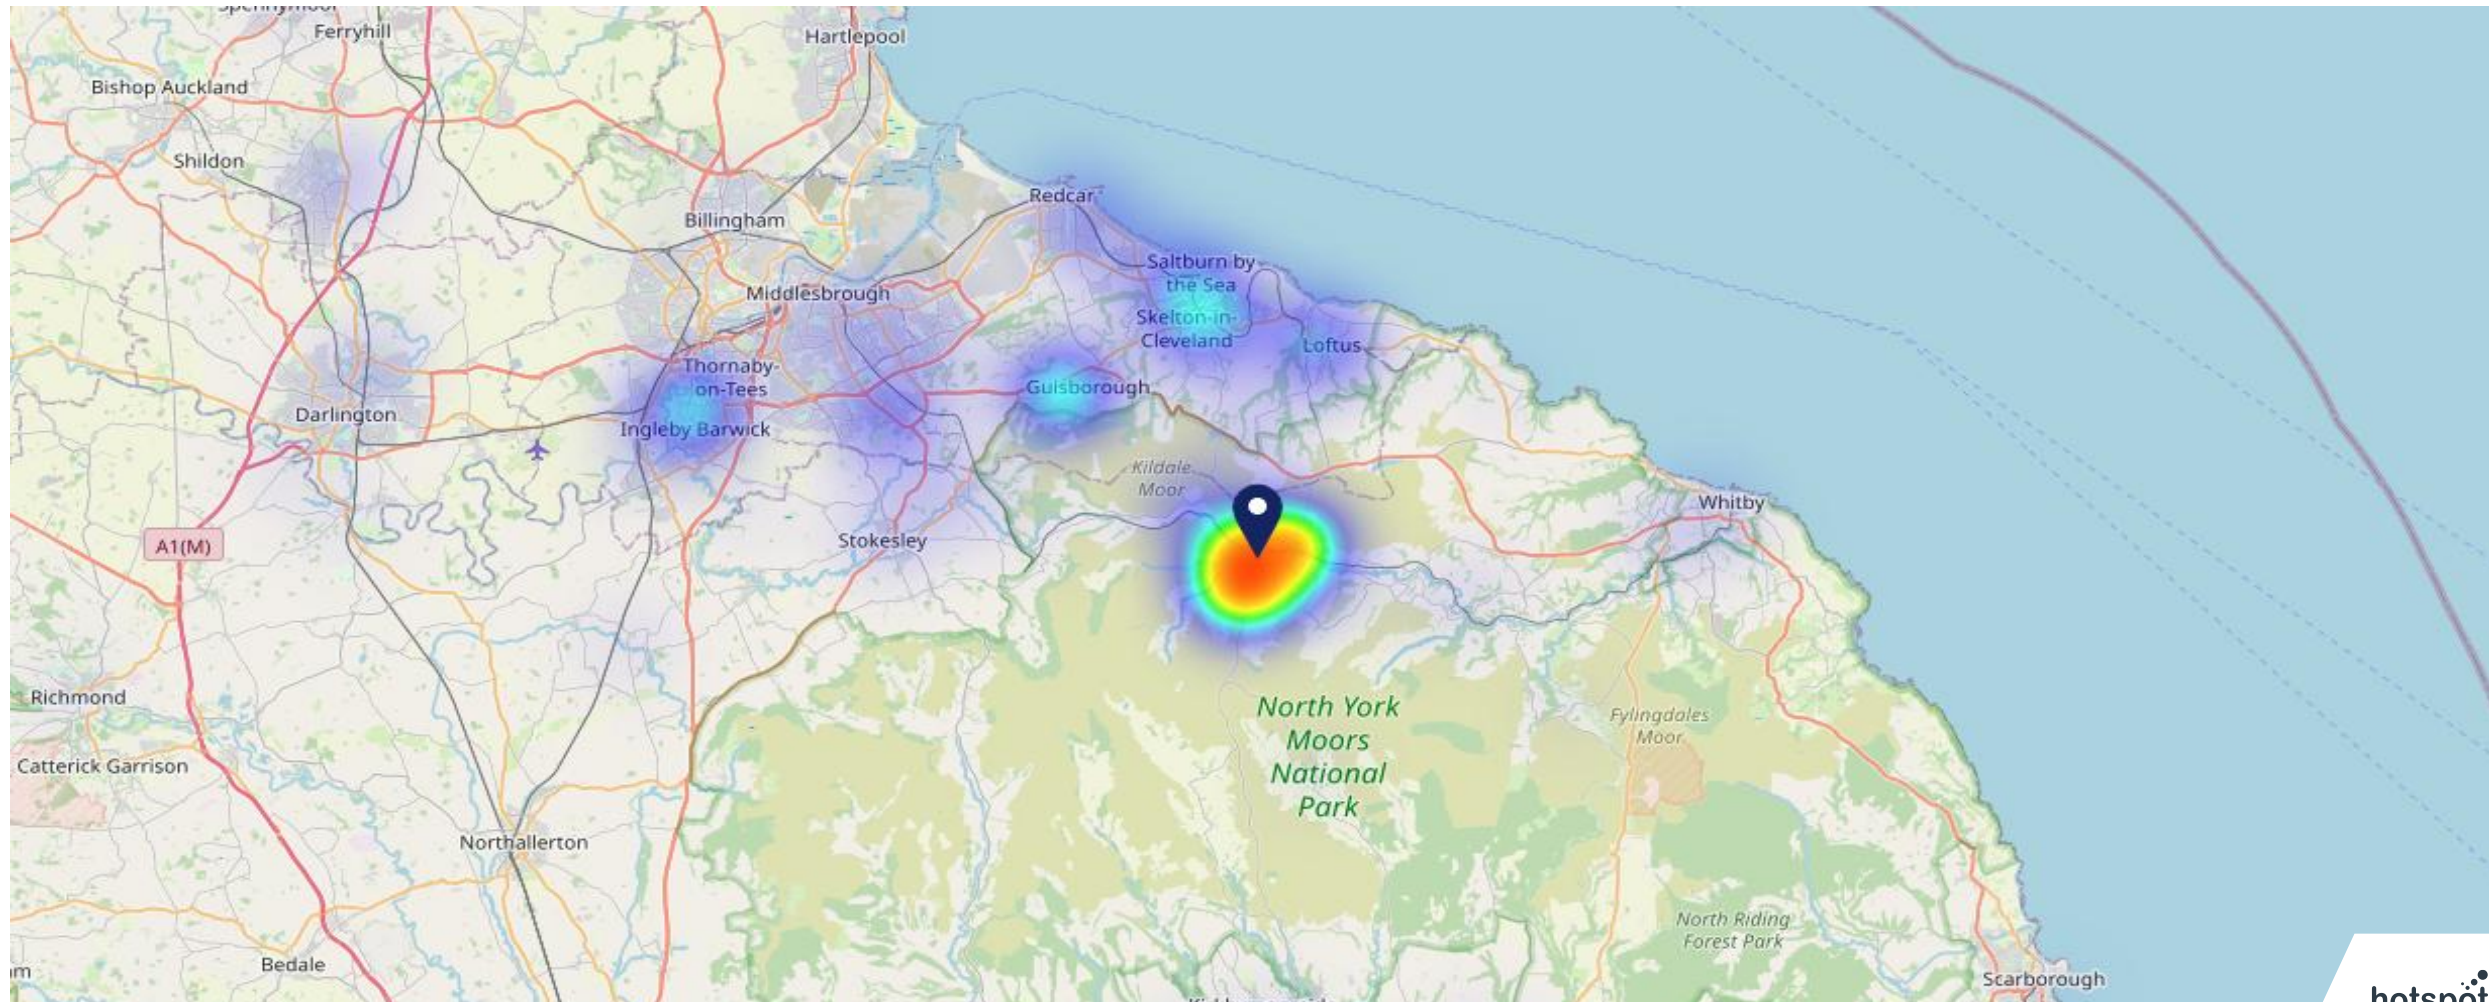 Spennymoor
Ferryhill
Hartlepool
Bishop Auckland
Shildon
Redcar
Billingham
Saltburn by
the Sea
Middlesbrough
Skelton-in-
Cleveland
Loftus
Thornaby-
on-Tees
Guisborough
Darlington
Ingleby Barwick
Kildale
Moor
Whitby
A1(M)
Stokesley
Richmond
North York
Moors
National
Park
Fylingdales
Moor
Catterick Garrison
Northallerton
North Riding
Forest Park
Bedale
Scarborough
hotspot